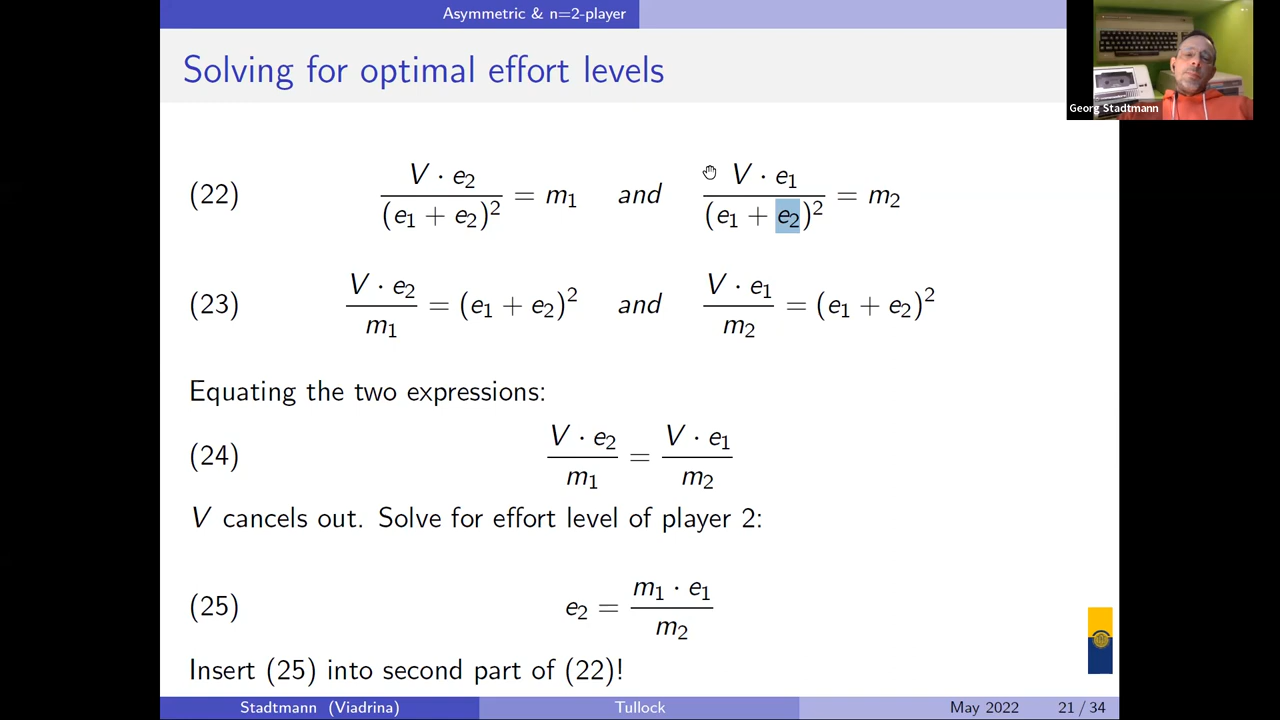 Asymmetric & n=2-player
Solving for optimal effort levels
Georg Stadtmann
(22) V · e₂ / (e₁ + e₂)² = m₁ and V · e₁ / (e₁ + e₂)² = m₂
(23) V · e₂ / m₁ = (e₁ + e₂)² and V · e₁ / m₂ = (e₁ + e₂)²
Equating the two expressions:
(24) V · e₂ / m₁ = V · e₁ / m₂
V cancels out. Solve for effort level of player 2:
(25) e₂ = m₁ · e₁ / m₂
Insert (25) into second part of (22)!
Stadtmann (Viadrina) Tullock May 2022 21 / 34